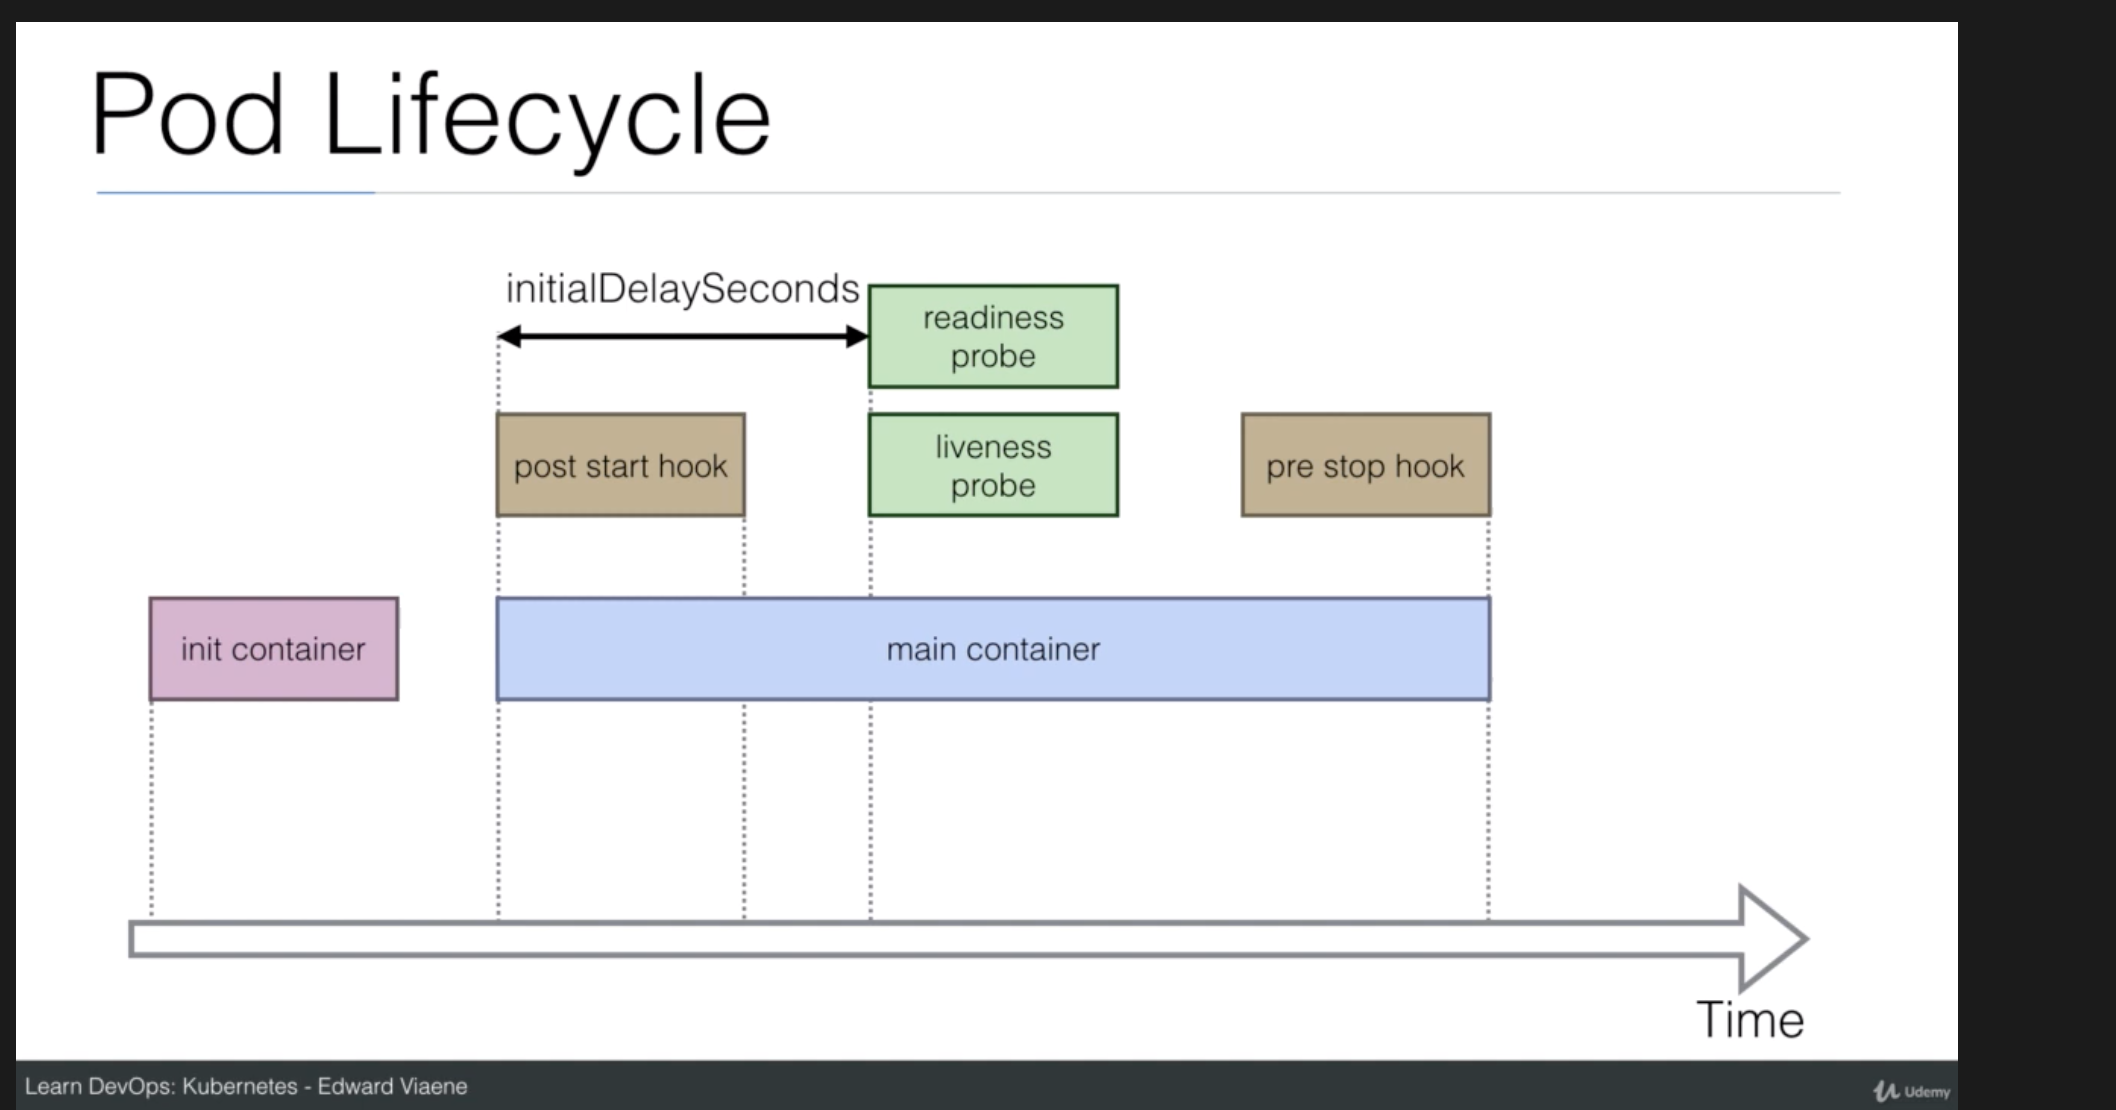 Pod Lifecycle
initialDelaySeconds
readiness
probe
post start hook
liveness
probe
pre stop hook
init container
main container
Time
Learn DevOps: Kubernetes - Edward Viaene
Udemy